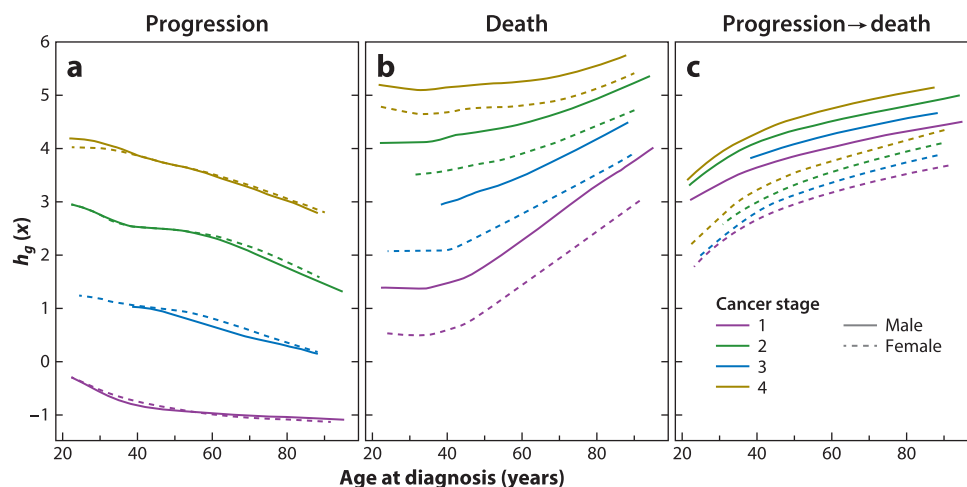 Progression
Death
Progression → death
a
b
c
6
5
4
3
2
1
0
−1
h_g (x)
20 40 60 80
20 40 60 80
20 40 60 80
Age at diagnosis (years)
Cancer stage
1
2
3
4
Male
Female